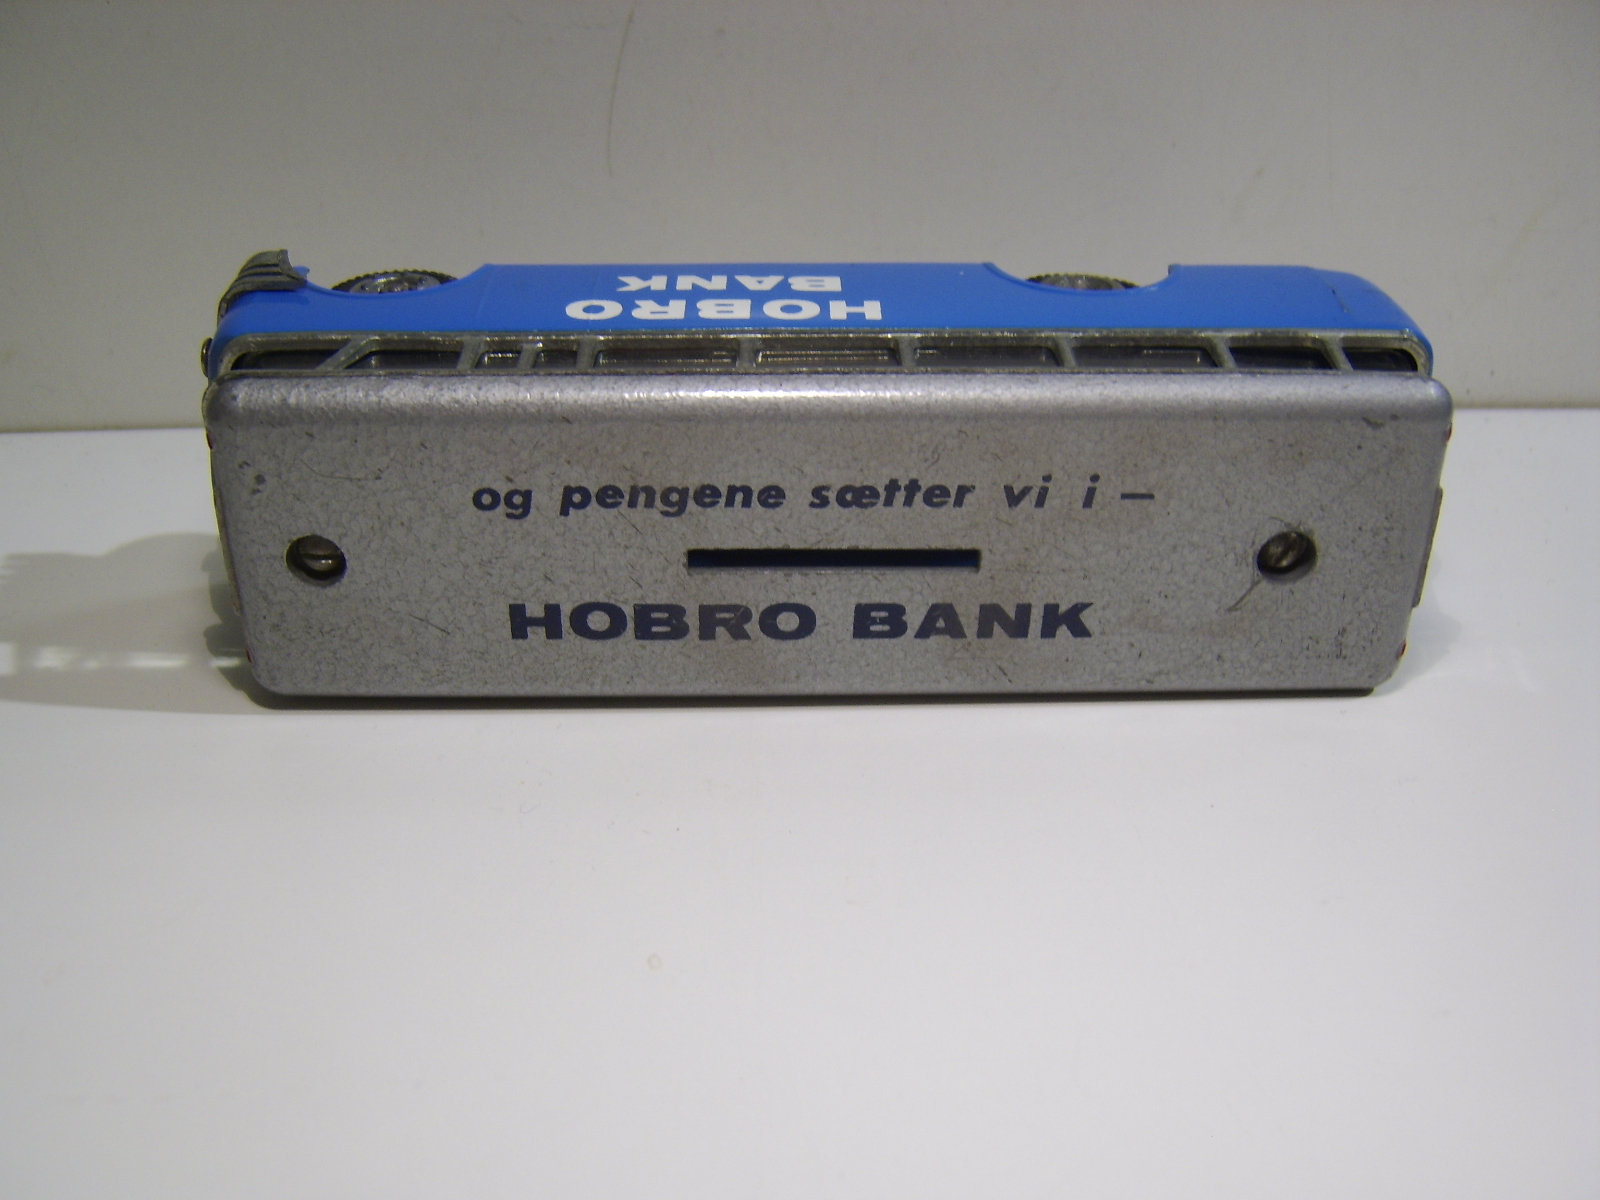 HOBRO
BANK
og pengene sætter vi i –
HOBRO BANK